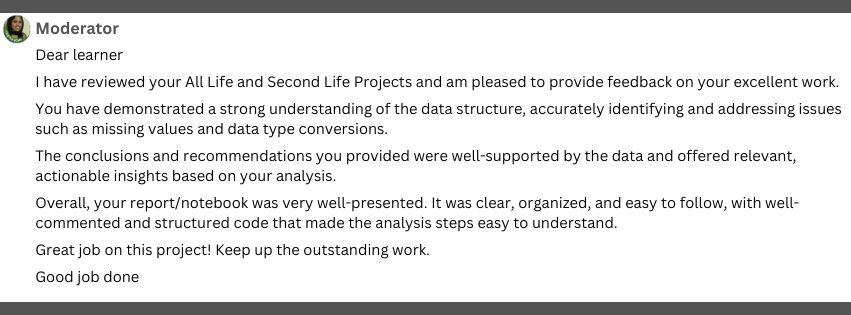 Moderator
Dear learner
I have reviewed your All Life and Second Life Projects and am pleased to provide feedback on your excellent work.
You have demonstrated a strong understanding of the data structure, accurately identifying and addressing issues
such as missing values and data type conversions.
The conclusions and recommendations you provided were well-supported by the data and offered relevant,
actionable insights based on your analysis.
Overall, your report/notebook was very well-presented. It was clear, organized, and easy to follow, with well-
commented and structured code that made the analysis steps easy to understand.
Great job on this project! Keep up the outstanding work.
Good job done